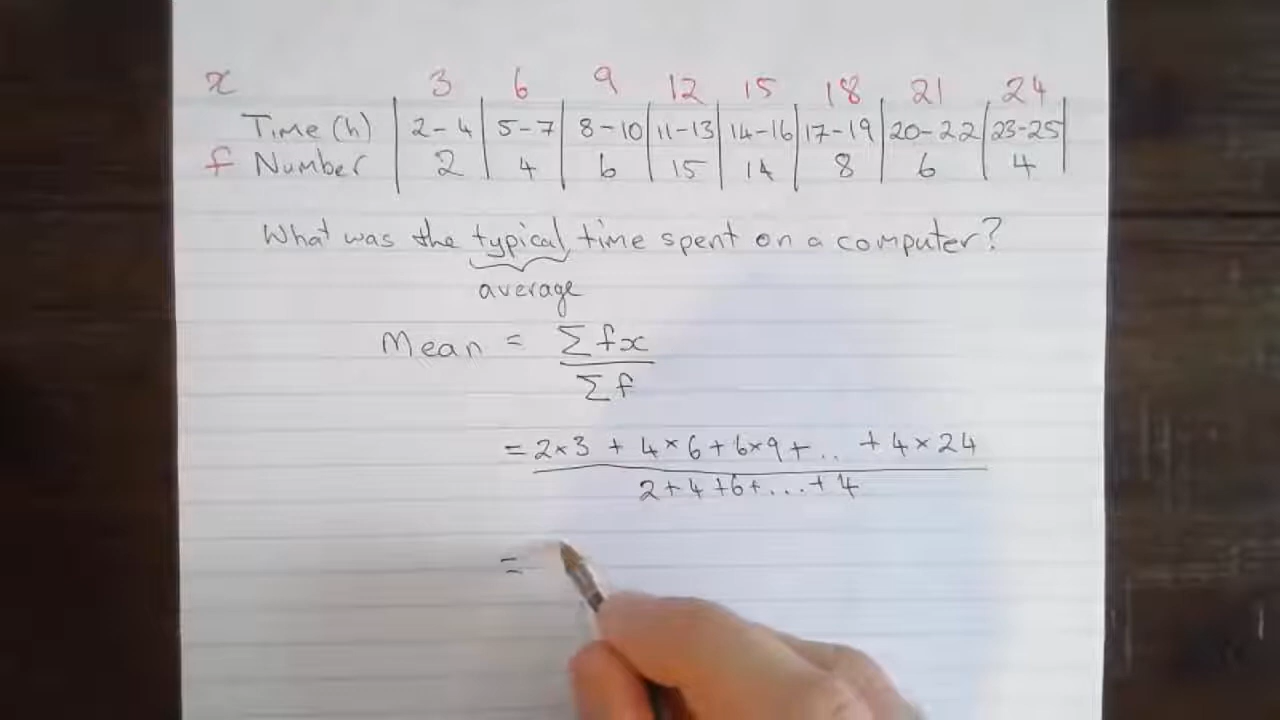 x 3 6 9 12 15 18 21 24
Time (h) 2-4 5-7 8-10 11-13 14-16 17-19 20-22 23-25
f Number 2 4 6 15 14 8 6 4
What was the typical time spent on a computer?
average
Mean = Σfx
Σf
= 2×3 + 4×6+6×9+.. +4×24
2+4+6+...+4
=